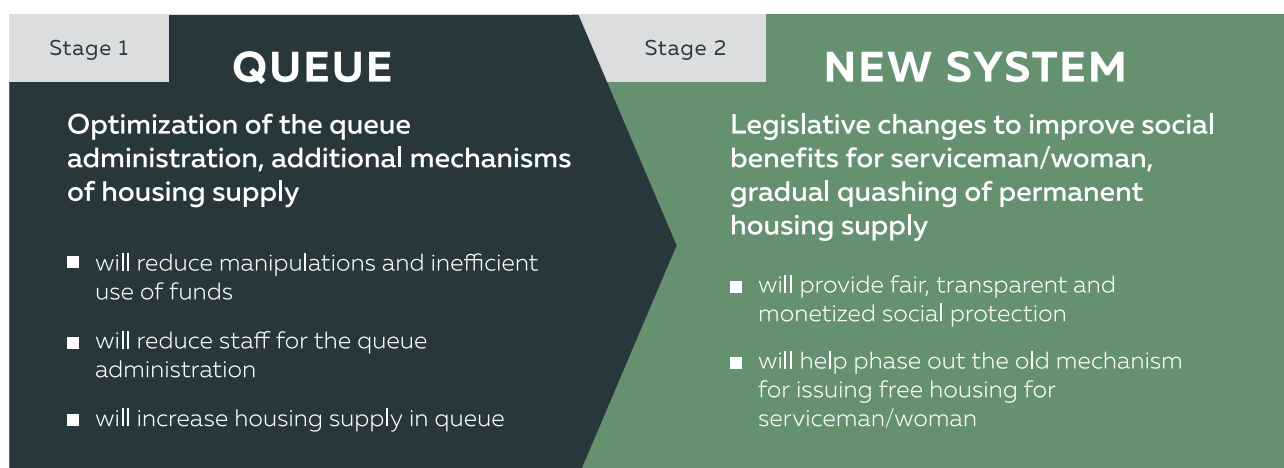 Stage 1
QUEUE
Optimization of the queue
administration, additional mechanisms
of housing supply
will reduce manipulations and inefficient
use of funds
will reduce staff for the queue
administration
will increase housing supply in queue
Stage 2
NEW SYSTEM
Legislative changes to improve social
benefits for serviceman/woman,
gradual quashing of permanent
housing supply
will provide fair, transparent and
monetized social protection
will help phase out the old mechanism
for issuing free housing for
serviceman/woman